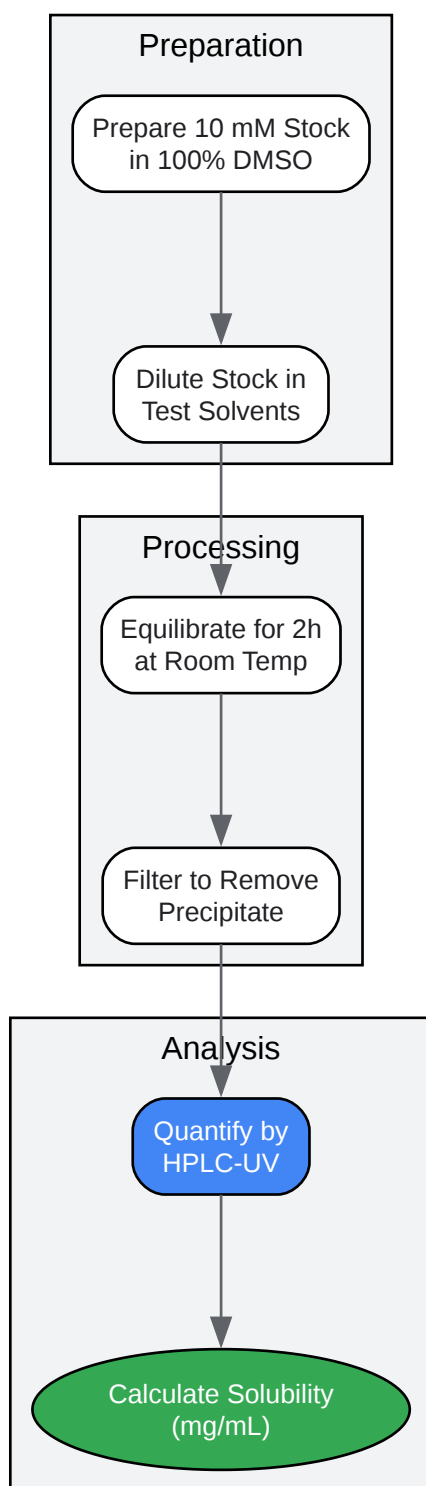 Preparation
Prepare 10 mM Stock
in 100% DMSO
Dilute Stock in
Test Solvents
Processing
Equilibrate for 2h
at Room Temp
Filter to Remove
Precipitate
Analysis
Quantify by
HPLC-UV
Calculate Solubility
(mg/mL)